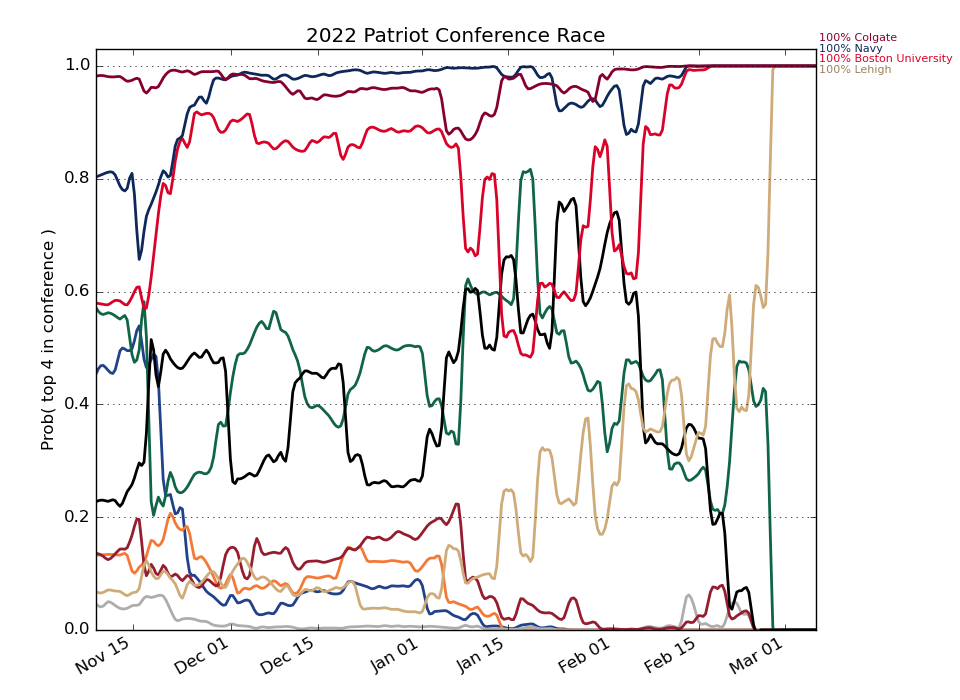 2022 Patriot Conference Race
100% Colgate
100% Navy
100% Boston University
100% Lehigh
Prob( top 4 in conference )
1.0
0.8
0.6
0.4
0.2
0.0
Nov 15
Dec 01
Dec 15
Jan 01
Jan 15
Feb 01
Feb 15
Mar 01